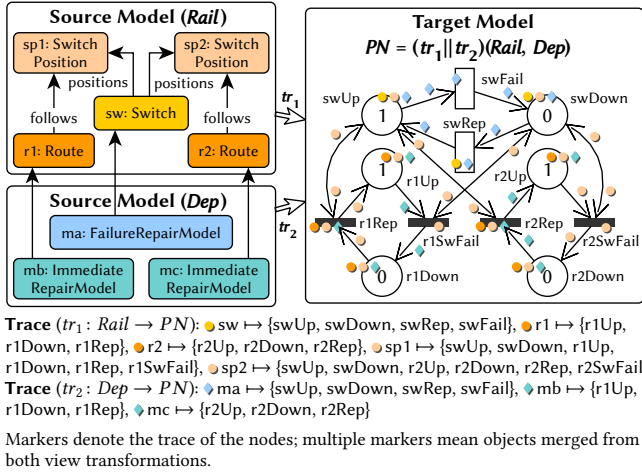 Source Model (Rail)
sp1: Switch Position
sp2: Switch Position
positions
positions
sw: Switch
follows
follows
r1: Route
r2: Route
tr1
Source Model (Dep)
ma: FailureRepairModel
mb: Immediate RepairModel
mc: Immediate RepairModel
tr2
Target Model
PN = (tr1||tr2)(Rail, Dep)
swFail
swUp
swDown
1
0
swRep
1
1
r1Up
r2Up
r1Rep
r1SwFail
r2Rep
r2SwFail
0
0
r1Down
r2Down
Trace (tr1 : Rail → PN): sw ↦ {swUp, swDown, swRep, swFail}, r1 ↦ {r1Up,
r1Down, r1Rep}, r2 ↦ {r2Up, r2Down, r2Rep}, sp1 ↦ {swUp, swDown, r1Up,
r1Down, r1Rep, r1SwFail}, sp2 ↦ {swUp, swDown, r2Up, r2Down, r2Rep, r2SwFail
Trace (tr2 : Dep → PN): ma ↦ {swUp, swDown, swRep, swFail}, mb ↦ {r1Up,
r1Down, r1Rep}, mc ↦ {r2Up, r2Down, r2Rep}
Markers denote the trace of the nodes; multiple markers mean objects merged from
both view transformations.